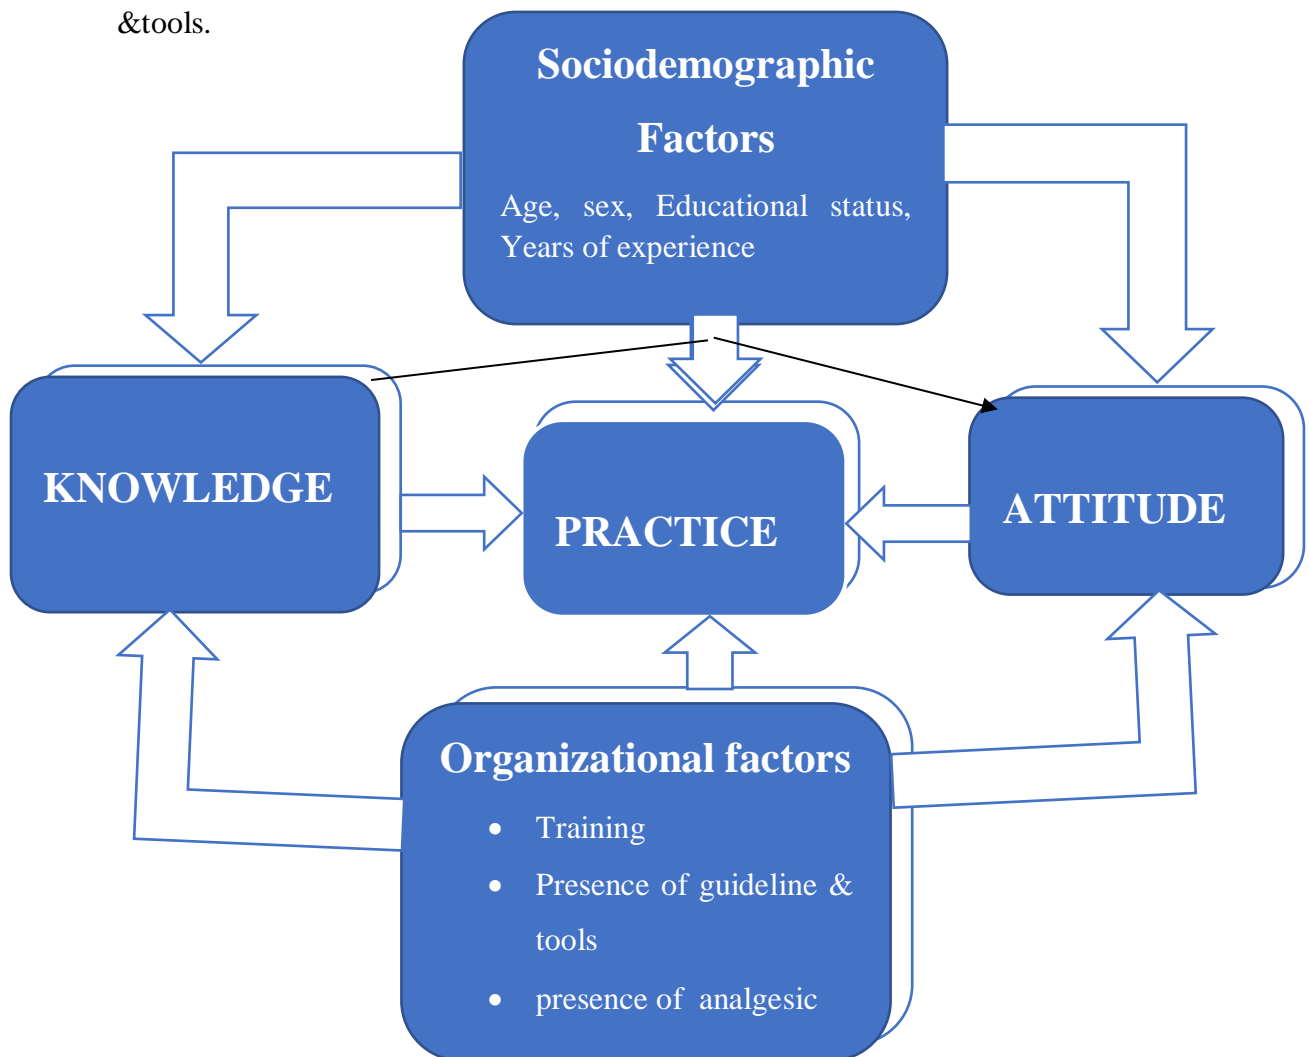 &tools.
Sociodemographic
Factors
Age, sex, Educational status,
Years of experience
KNOWLEDGE
PRACTICE
ATTITUDE
Organizational factors
• Training
• Presence of guideline &
tools
• presence of analgesic